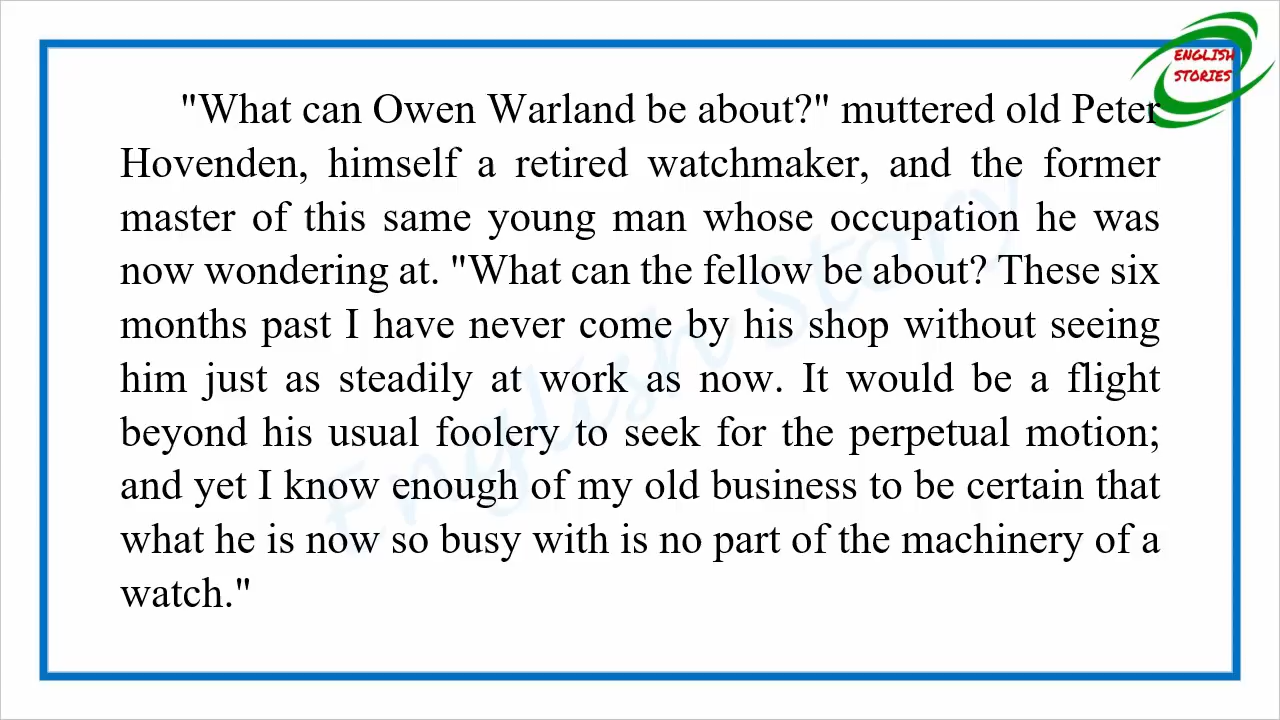 ENGLISH
STORIES
"What can Owen Warland be about?" muttered old Peter
Hovenden, himself a retired watchmaker, and the former
master of this same young man whose occupation he was
now wondering at. "What can the fellow be about? These six
months past I have never come by his shop without seeing
him just as steadily at work as now. It would be a flight
beyond his usual foolery to seek for the perpetual motion;
and yet I know enough of my old business to be certain that
what he is now so busy with is no part of the machinery of a
watch."
English Story